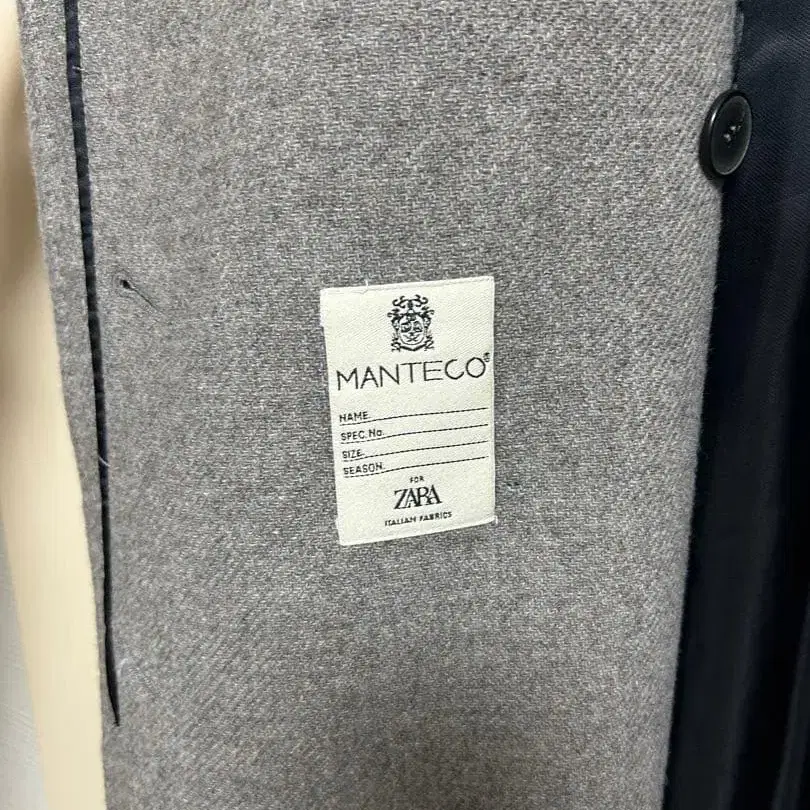 MANTECO®
NAME.
SPEC. No.
SIZE.
SEASON.
FOR
ZARA
ITALIAN FABRICS